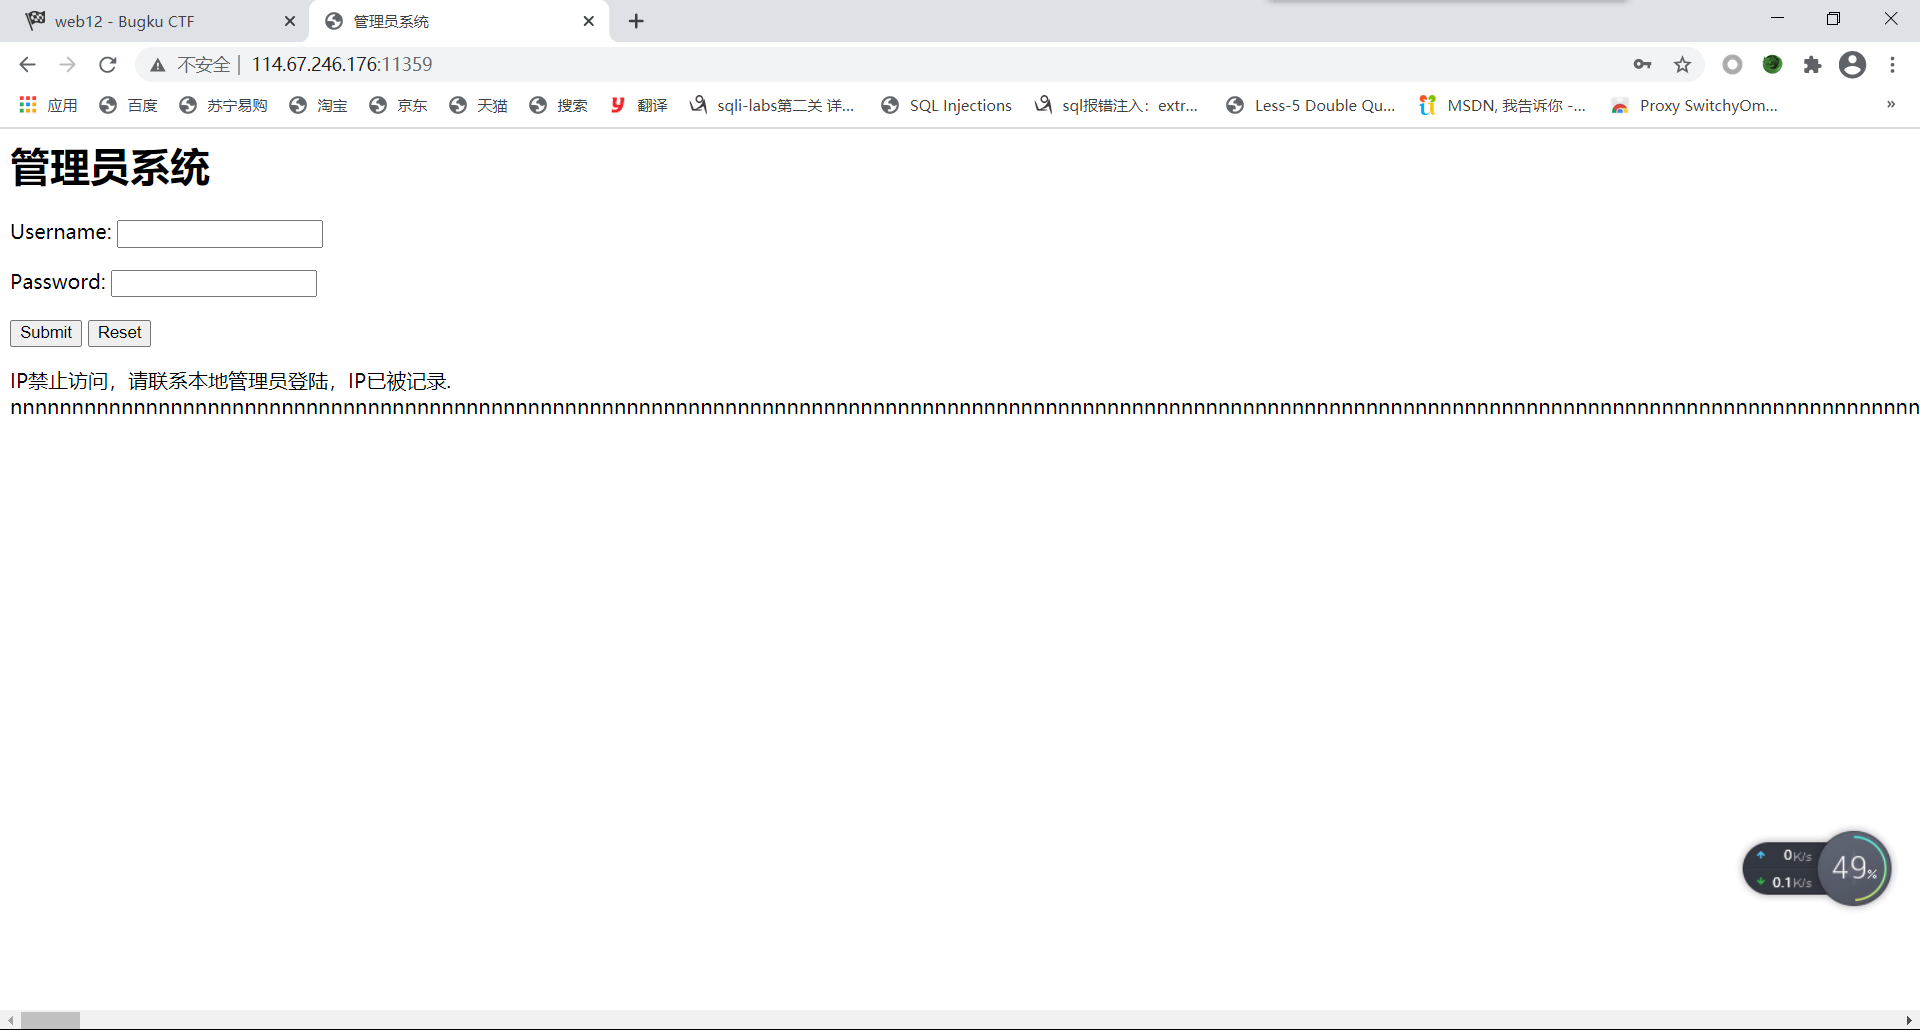 web12 - Bugku CTF
管理员系统
不安全 | 114.67.246.176:11359
应用 百度 苏宁易购 淘宝 京东 天猫 搜索 翻译 sqli-labs第二关 详... SQL Injections sql报错注入：extr... Less-5 Double Qu... MSDN, 我告诉你 -... Proxy SwitchyOm... »
管理员系统
Username:
Password:
Submit Reset
IP禁止访问，请联系本地管理员登陆，IP已被记录.
nnnnnnnnnnnnnnnnnnnnnnnnnnnnnnnnnnnnnnnnnnnnnnnnnnnnnnnnnnnnnnnnnnnnnnnnnnnnnnnnnnnnnnnnnnnnnnnnnnnnnnnnnnnnnnnnnnnnnnnnnnnnnnnnnnnnnnnnnnnnnnnnnnnnnnnnnnn
0K/s
0.1K/s
49%